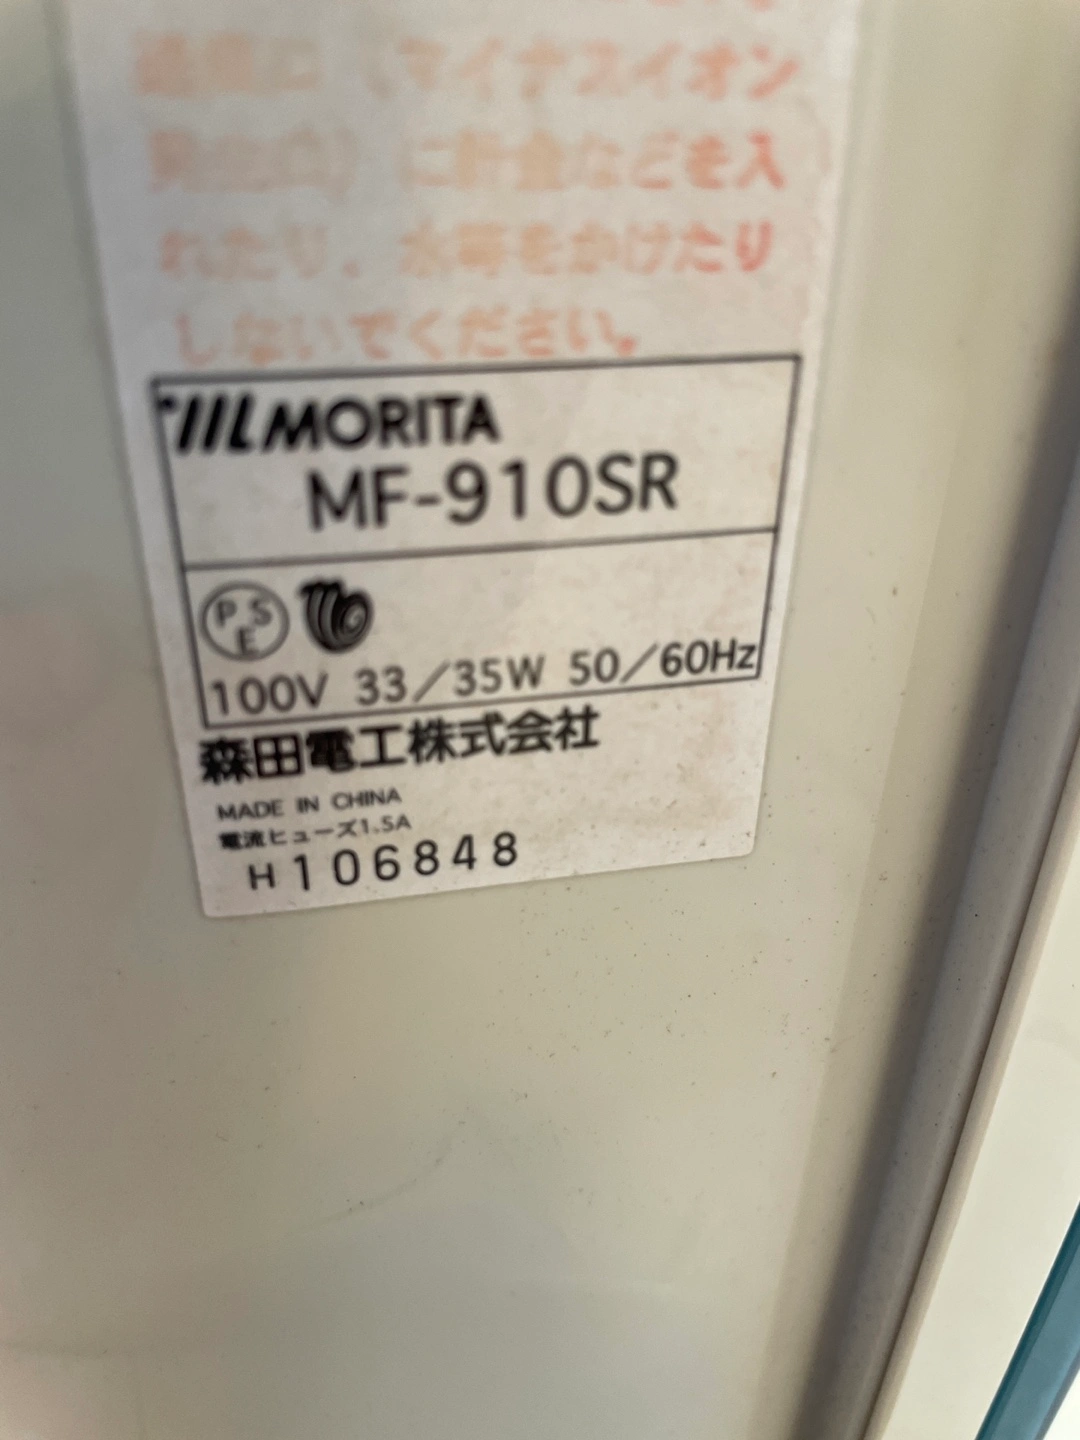 (マイナスイオン
に針金などを入
れたり、水等をかけたり
しないでください。
MORITA
MF-910SR
PSE
100V 33/35W 50/60Hz
森田電工株式会社
MADE IN CHINA
電流ヒューズ1.5A
H106848